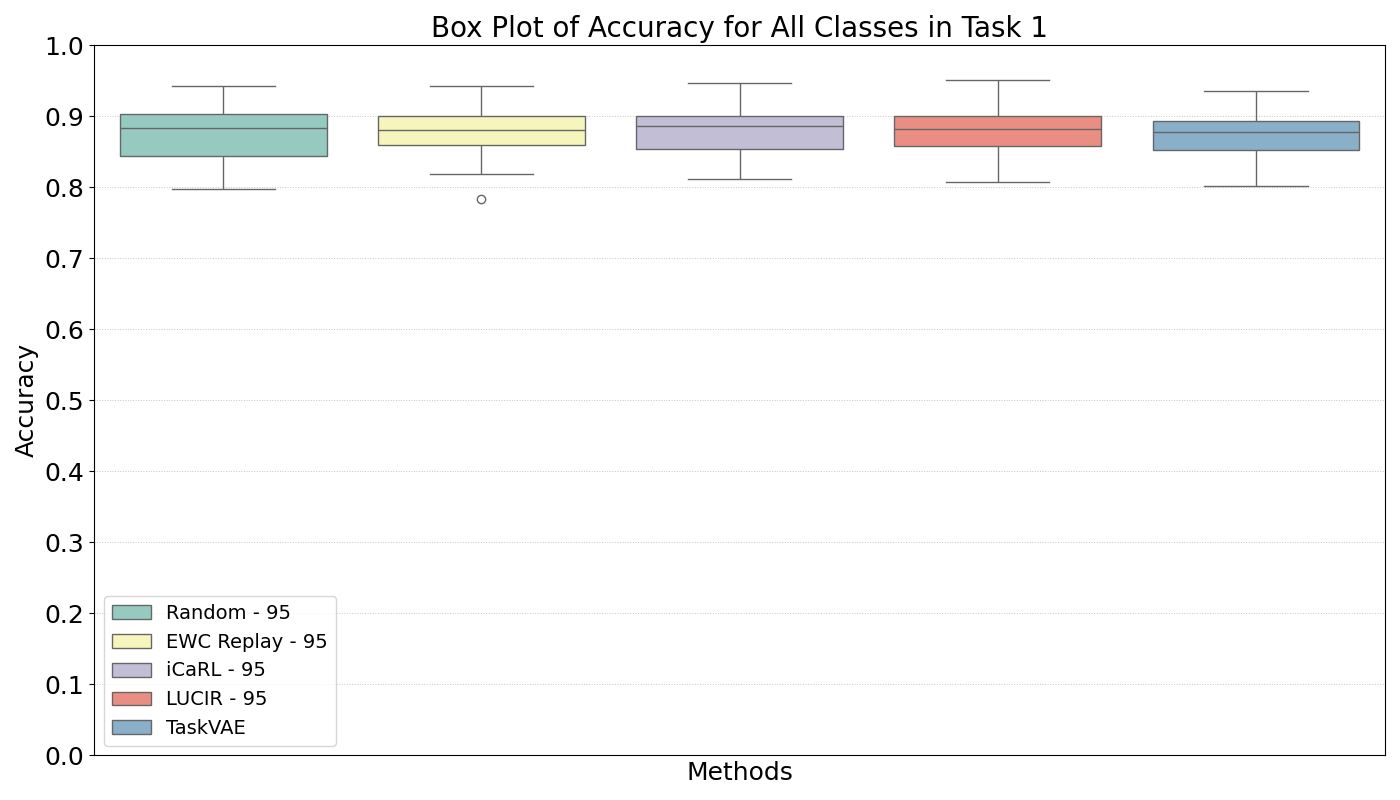 Box Plot of Accuracy for All Classes in Task 1
1.0
0.9
0.8
0.7
0.6
0.5
0.4
0.3
0.2
0.1
0.0
Accuracy
Random - 95
EWC Replay - 95
iCaRL - 95
LUCIR - 95
TaskVAE
Methods